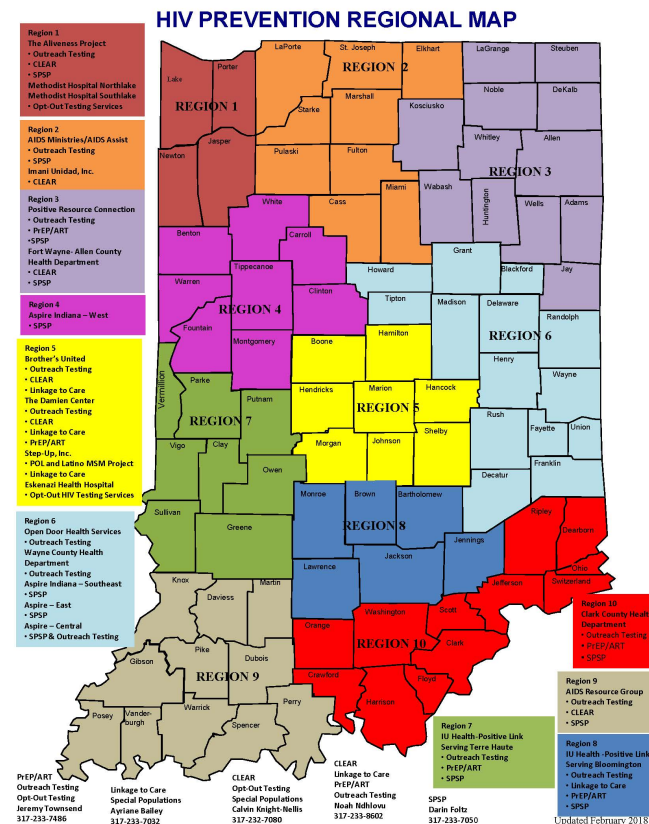 HIV PREVENTION REGIONAL MAP
Region 1
The Aliveness Project
• Outreach Testing
• CLEAR
• SPSP
Methodist Hospital Northlake
Methodist Hospital Southlake
• Opt-Out Testing Services
Region 2
AIDS Ministries/AIDS Assist
• Outreach Testing
• SPSP
Imani Unidad, Inc.
• CLEAR
Region 3
Positive Resource Connection
• Outreach Testing
• PrEP/ART
•SPSP
Fort Wayne- Allen County
Health Department
• CLEAR
• SPSP
Region 4
Aspire Indiana – West
• SPSP
Region 5
Brother's United
• Outreach Testing
• CLEAR
• Linkage to Care
The Damien Center
• Outreach Testing
• CLEAR
• Linkage to Care
• PrEP/ART
Step-Up, Inc.
• POL and Latino MSM Project
• Linkage to Care
Eskenazi Health Hospital
• Opt-Out HIV Testing Services
Region 6
Open Door Health Services
• Outreach Testing
Wayne County Health
Department
• Outreach Testing
Aspire Indiana – Southeast
• SPSP
Aspire – East
• SPSP
Aspire – Central
• SPSP & Outreach Testing
LaPorte
St. Joseph
Elkhart
LaGrange
Steuben
REGION 2
Porter
Lake
Noble
DeKalb
Marshall
Kosciusko
REGION 1
Starke
Whitley
Allen
Jasper
Newton
Pulaski
Fulton
REGION 3
Miami
Wabash
Huntington
Wells
Adams
White
Cass
Benton
Carroll
Grant
Tippecanoe
Howard
Blackford
Jay
Warren
Clinton
Tipton
Madison
Delaware
REGION 4
Randolph
Fountain
Montgomery
Boone
Hamilton
REGION 6
Henry
Vermillion
Parke
Wayne
Putnam
Hendricks
Marion
Hancock
REGION 5
REGION 7
Rush
Fayette
Union
Vigo
Clay
Morgan
Johnson
Shelby
Owen
Franklin
Decatur
Monroe
Brown
Bartholomew
Sullivan
Ripley
Greene
REGION 8
Dearborn
Jennings
Jackson
Lawrence
Ohio
Knox
Martin
Jefferson
Switzerland
Daviess
Washington
Scott
Orange
REGION 10
Clark
Pike
Gibson
Dubois
REGION 9
Crawford
Floyd
Harrison
Perry
Warrick
Posey
Vander-
burgh
Spencer
Region 10
Clark County Healt
Department
• Outreach Testing
• PrEP/ART
• SPSP
Region 9
AIDS Resource Group
• Outreach Testing
• CLEAR
• SPSP
Region 7
IU Health-Positive Link
Serving Terre Haute
• Outreach Testing
• PrEP/ART
• SPSP
Region 8
IU Health -Positive Link
Serving Bloomington
• Outreach Testing
• Linkage to Care
• PrEP/ART
• SPSP
PrEP/ART
Outreach Testing
Opt-Out Testing
Jeremy Townsend
317-233-7486
Linkage to Care
Special Populations
Ayriane Bailey
317-233-7032
CLEAR
Opt-Out Testing
Special Populations
Calvin Knight-Nellis
317-232-7080
CLEAR
Linkage to Care
PrEP/ART
Outreach Testing
Noah Ndhlovu
317-233-8602
SPSP
Darin Foltz
317-233-7050
Updated February 2018